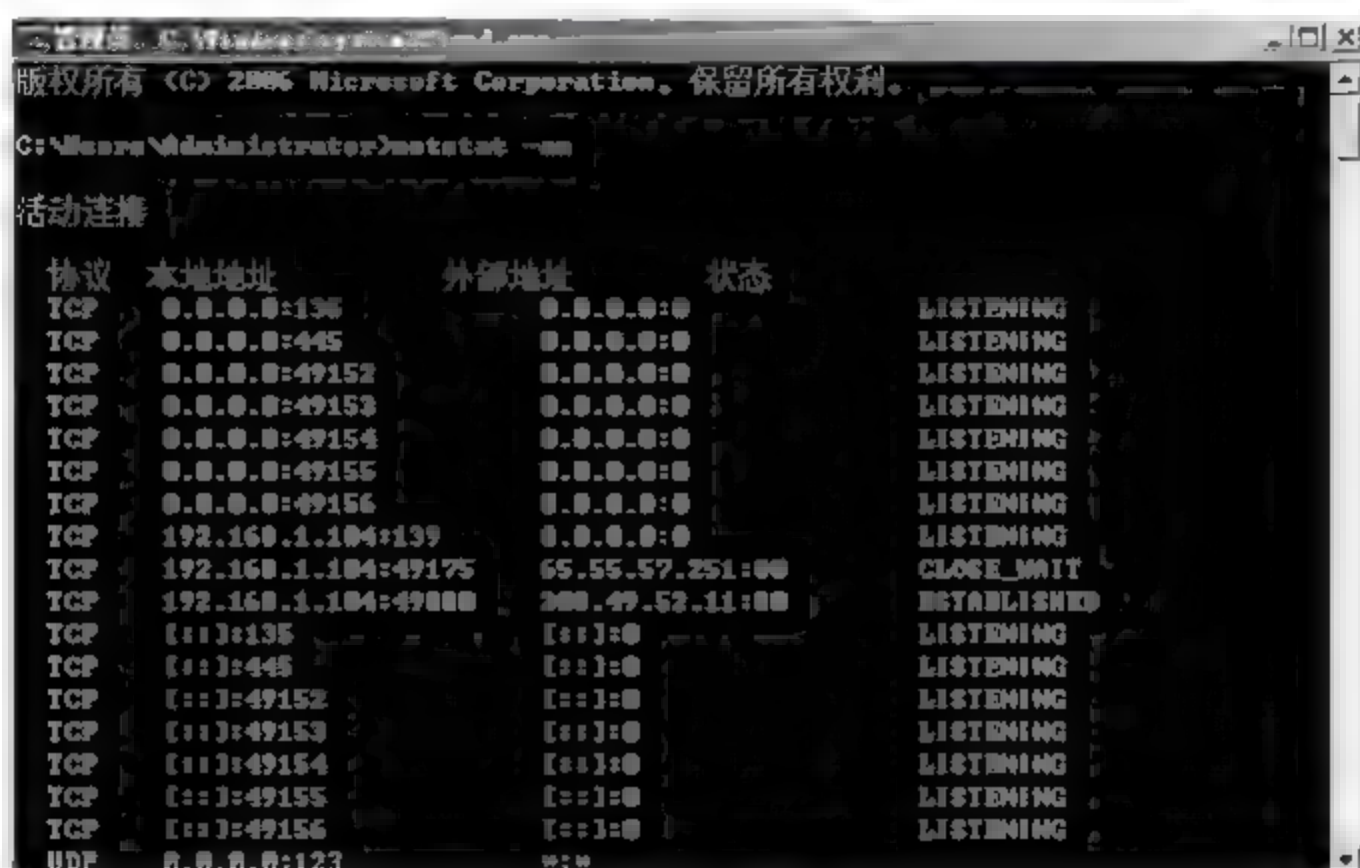 版权所有 (C) 2006 Microsoft Corporation。保留所有权利。
C:\Users\Administrator>netstat -an
活动连接
协议 本地地址 外部地址 状态
TCP 0.0.0.0:135 0.0.0.0:0 LISTENING
TCP 0.0.0.0:445 0.0.0.0:0 LISTENING
TCP 0.0.0.0:49152 0.0.0.0:0 LISTENING
TCP 0.0.0.0:49153 0.0.0.0:0 LISTENING
TCP 0.0.0.0:49154 0.0.0.0:0 LISTENING
TCP 0.0.0.0:49155 0.0.0.0:0 LISTENING
TCP 0.0.0.0:49156 0.0.0.0:0 LISTENING
TCP 192.168.1.104:139 0.0.0.0:0 LISTENING
TCP 192.168.1.104:49175 65.55.57.251:80 CLOSE_WAIT
TCP ESTABLISHED
TCP [::]:135 [::]:0 LISTENING
TCP [::]:445 [::]:0 LISTENING
TCP [::]:49152 [::]:0 LISTENING
TCP [::]:49153 [::]:0 LISTENING
TCP [::]:49154 [::]:0 LISTENING
TCP [::]:49155 [::]:0 LISTENING
TCP [::]:49156 [::]:0 LISTENING
UDP 0.0.0.0:123 *:*